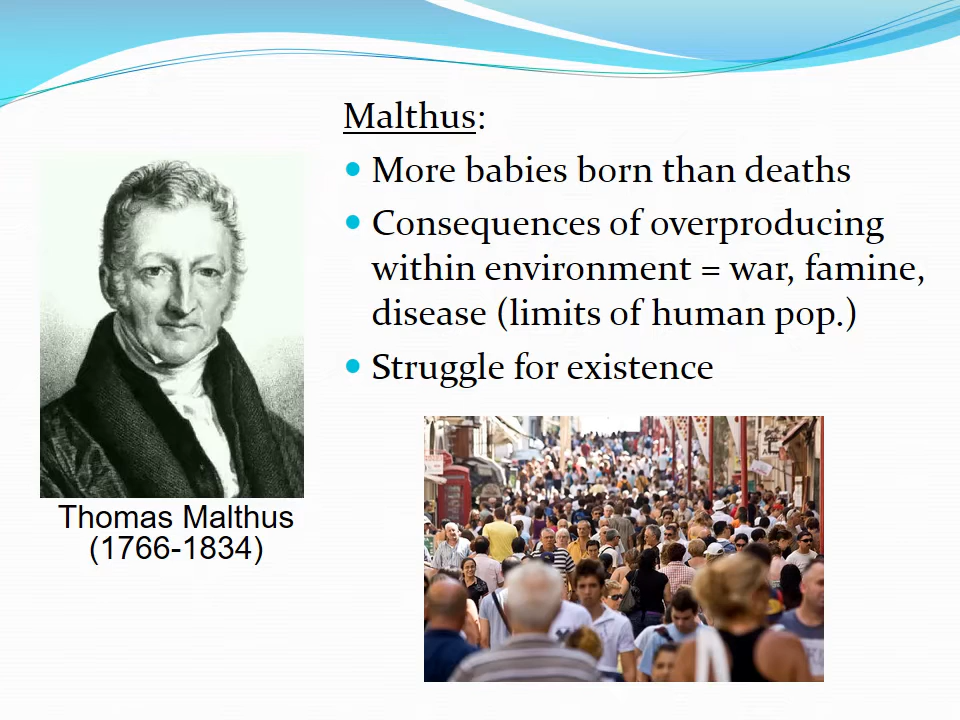 Malthus:
• More babies born than deaths
• Consequences of overproducing
within environment = war, famine,
disease (limits of human pop.)
• Struggle for existence
Thomas Malthus
(1766-1834)